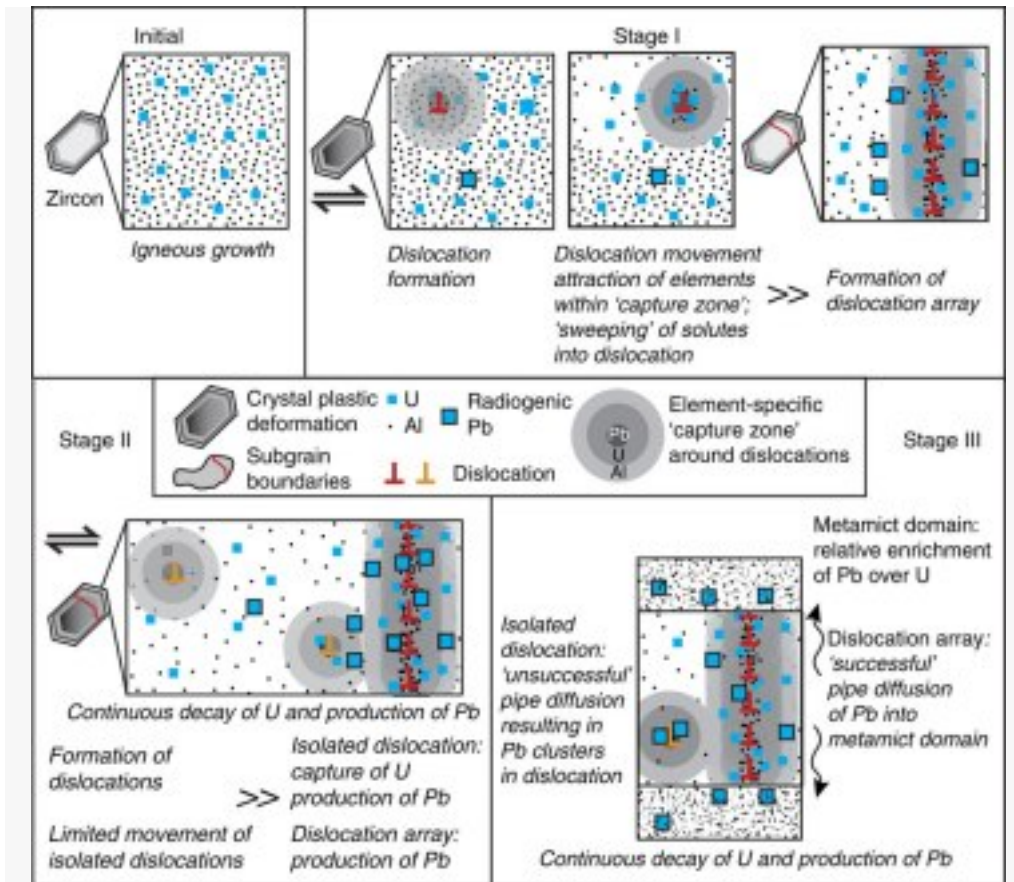 Initial
Zircon
Igneous growth
Stage I
Dislocation
formation
Dislocation movement
attraction of elements
within 'capture zone';
'sweeping' of solutes
into dislocation
>>
Formation of
dislocation array
Stage II
Crystal plastic
deformation
Subgrain
boundaries
U
Al
Radiogenic
Pb
Dislocation
Pb
U
Al
Element-specific
'capture zone'
around dislocations
Stage III
Continuous decay of U and production of Pb
Formation of
dislocations
Limited movement of
isolated dislocations
>>
Isolated dislocation:
capture of U
production of Pb
Dislocation array:
production of Pb
Isolated
dislocation:
'unsuccessful'
pipe diffusion
resulting in
Pb clusters
in dislocation
Metamict domain:
relative enrichment
of Pb over U
Dislocation array:
'successful'
pipe diffusion
of Pb into
metamict domain
Continuous decay of U and production of Pb